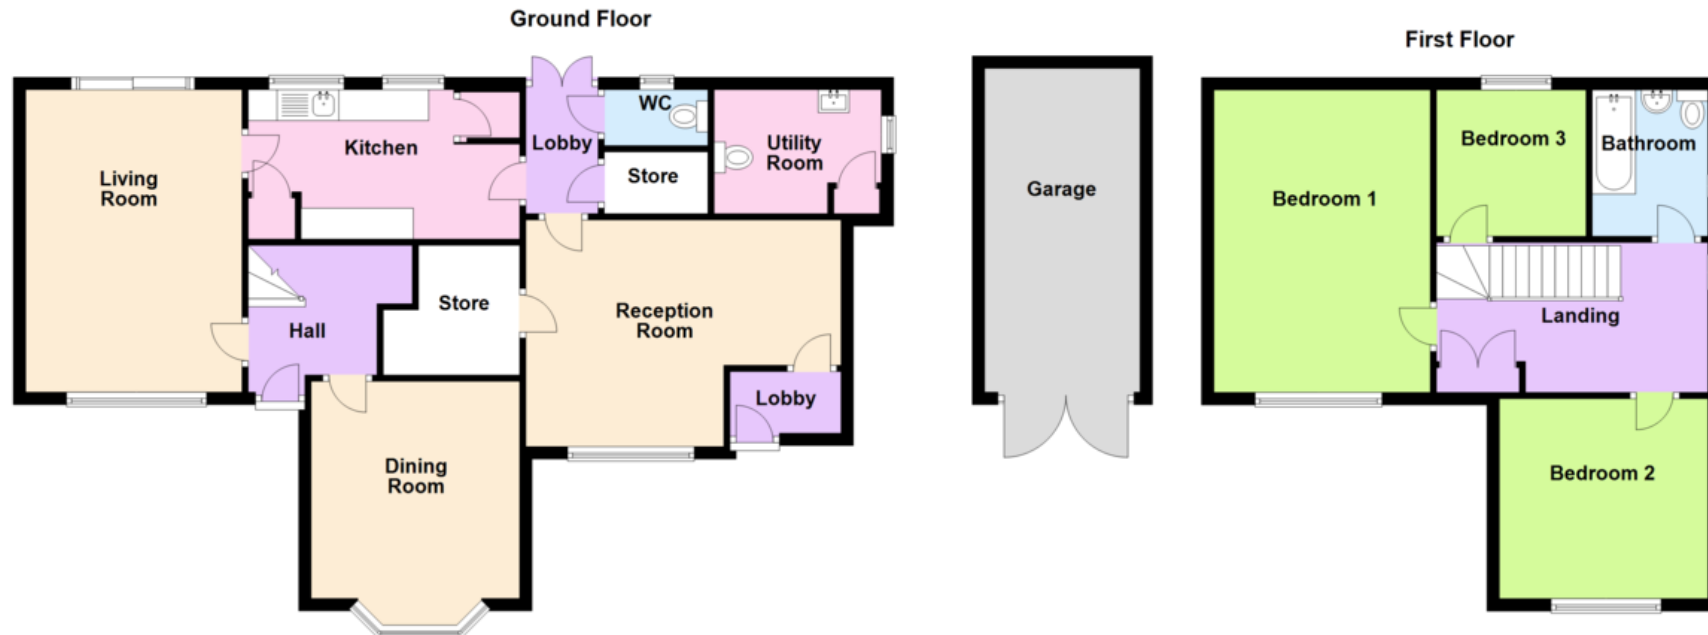 Ground Floor
First Floor
Living
Room
Kitchen
Lobby
WC
Store
Utility
Room
Hall
Store
Reception
Room
Lobby
Dining
Room
Garage
Bedroom 1
Bedroom 3
Bathroom
Landing
Bedroom 2